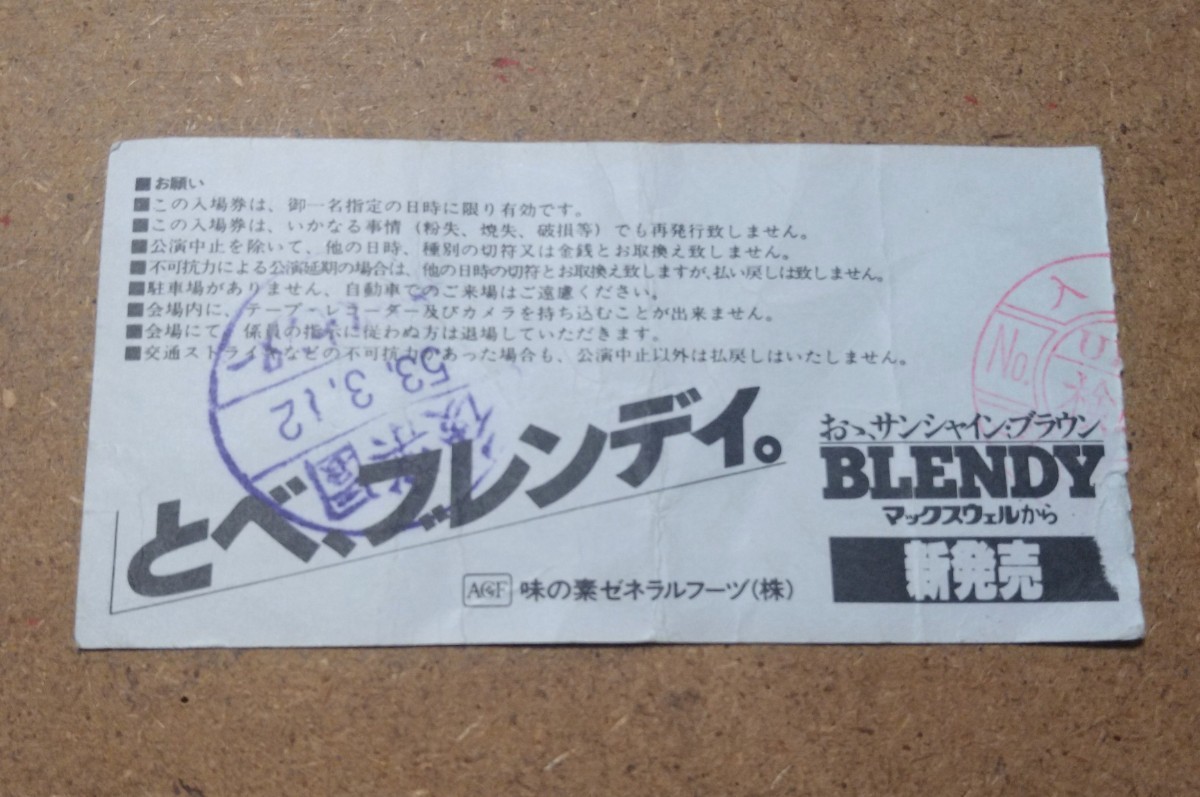 ■お願い
■この入場券は、御一名指定の日時に限り有効です。
■この入場券は、いかなる事情(粉失、焼失、破損等)でも再発行致しません。
■公演中止を除いて、他の日時、種別の切符又は金銭とお取換え致しません。
■不可抗力による公演延期の場合は、他の日時の切符とお取換え致しますが、払い戻しは致しません。
■駐車場がありません、自動車でのご来場はご遠慮ください。
■会場内に、テープ・レコーダー及びカメラを持ち込むことが出来ません。
■会場にて、係員の指示に従わぬ方は退場していただきます。
■交通ストライキなどの不可抗力があった場合も、公演中止以外は払戻しはいたしません。
入
No.
後楽園
53.3.12
とべ、ブレンディ。
おゝ、サンシャイン・ブラウン
BLENDY
マックスウェルから
新発売
AGF 味の素ゼネラルフーヅ(株)